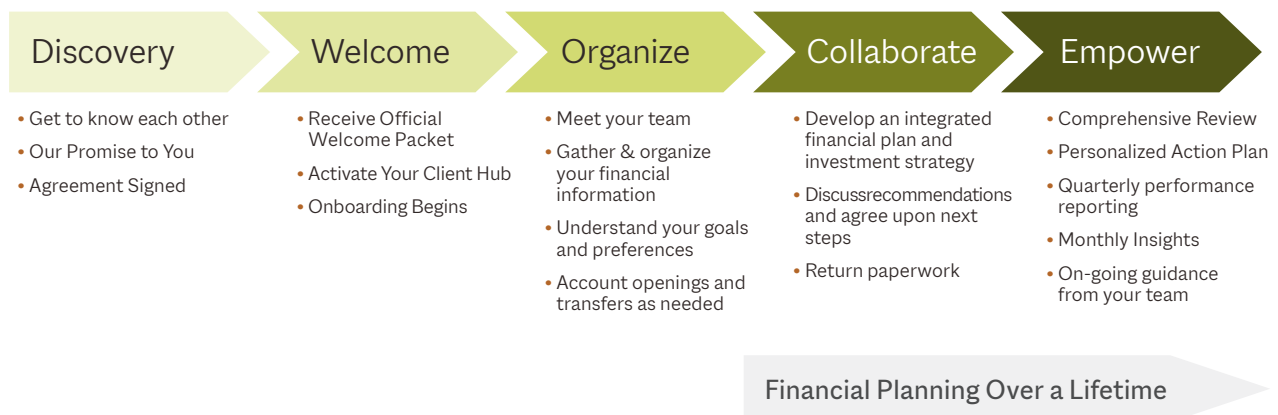 Discovery
Welcome
Organize
Collaborate
Empower
• Get to know each other
• Our Promise to You
• Agreement Signed
• Receive Official
Welcome Packet
• Activate Your Client Hub
• Onboarding Begins
• Meet your team
• Gather & organize
your financial
information
• Understand your goals
and preferences
• Account openings and
transfers as needed
• Develop an integrated
financial plan and
investment strategy
• Discussrecommendations
and agree upon next
steps
• Return paperwork
• Comprehensive Review
• Personalized Action Plan
• Quarterly performance
reporting
• Monthly Insights
• On-going guidance
from your team
Financial Planning Over a Lifetime